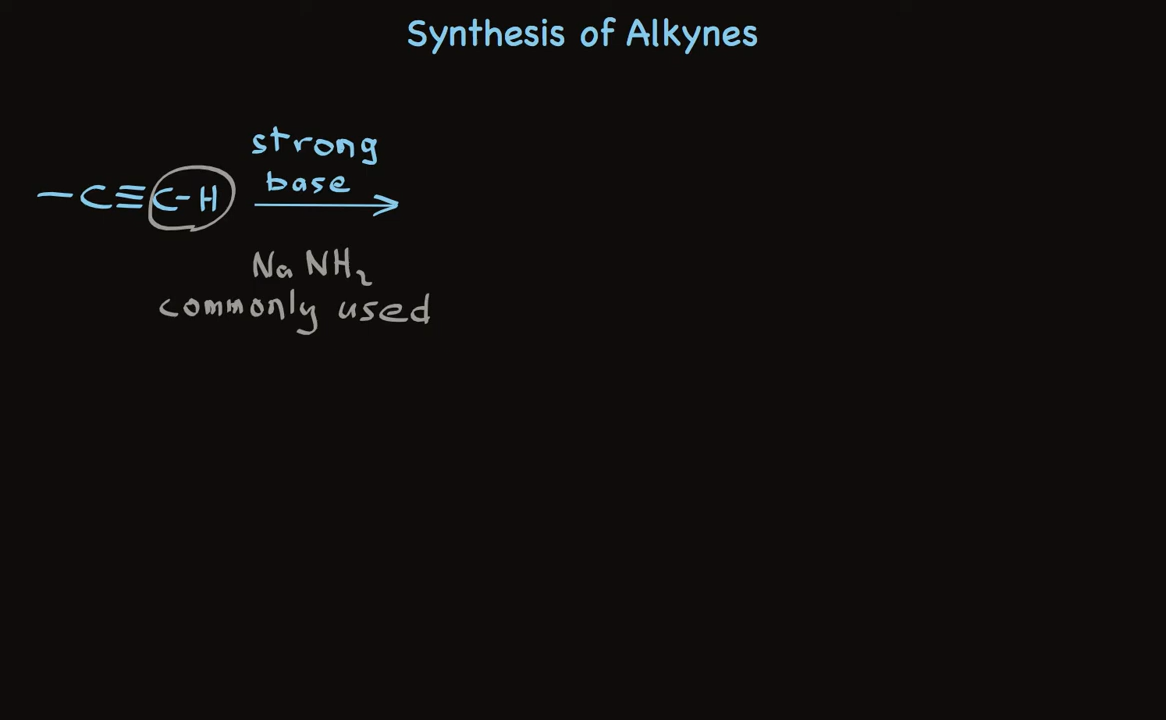 Synthesis of Alkynes
strong
base
—C≡C-H
NaNH₂
commonly used